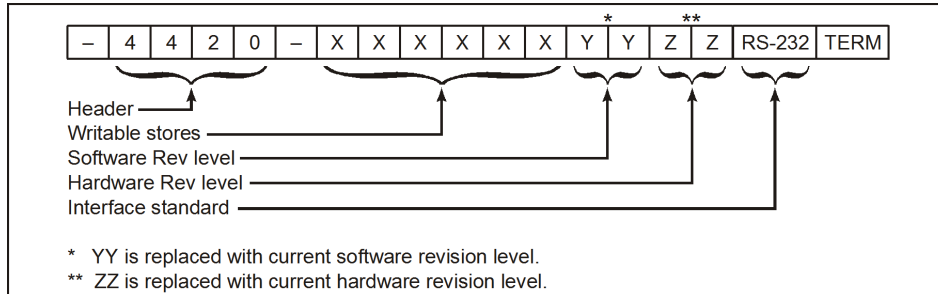 * **
– 4 4 2 0 – X X X X X X Y Y Z Z RS-232 TERM
Header
Writable stores
Software Rev level
Hardware Rev level
Interface standard
* YY is replaced with current software revision level.
** ZZ is replaced with current hardware revision level.